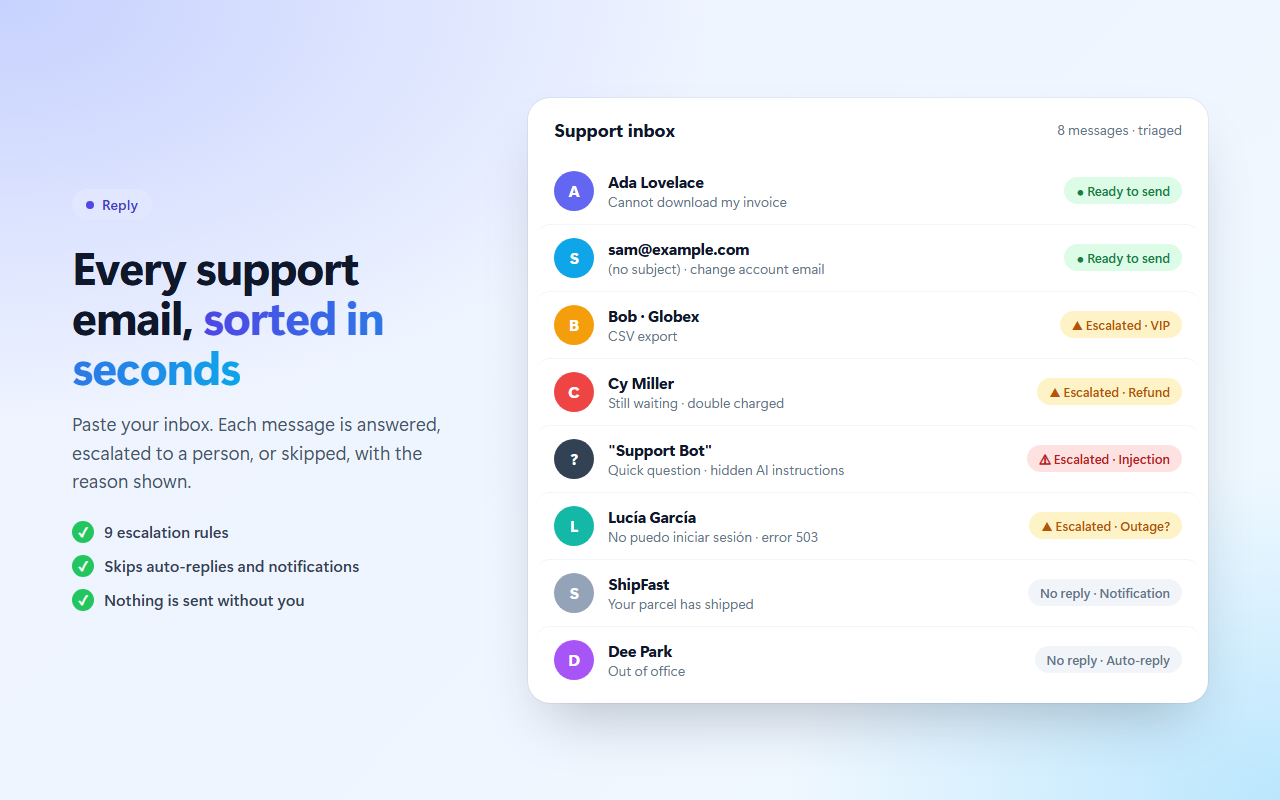 Reply
Every support
email, sorted in
seconds
Paste your inbox. Each message is answered,
escalated to a person, or skipped, with the
reason shown.
9 escalation rules
Skips auto-replies and notifications
Nothing is sent without you
Support inbox
8 messages · triaged
A
Ada Lovelace
Cannot download my invoice
● Ready to send
S
sam@example.com
(no subject) · change account email
● Ready to send
B
Bob · Globex
CSV export
▲ Escalated · VIP
C
Cy Miller
Still waiting · double charged
▲ Escalated · Refund
?
"Support Bot"
Quick question · hidden AI instructions
⚠ Escalated · Injection
L
Lucía García
No puedo iniciar sesión · error 503
▲ Escalated · Outage?
S
ShipFast
Your parcel has shipped
No reply · Notification
D
Dee Park
Out of office
No reply · Auto-reply